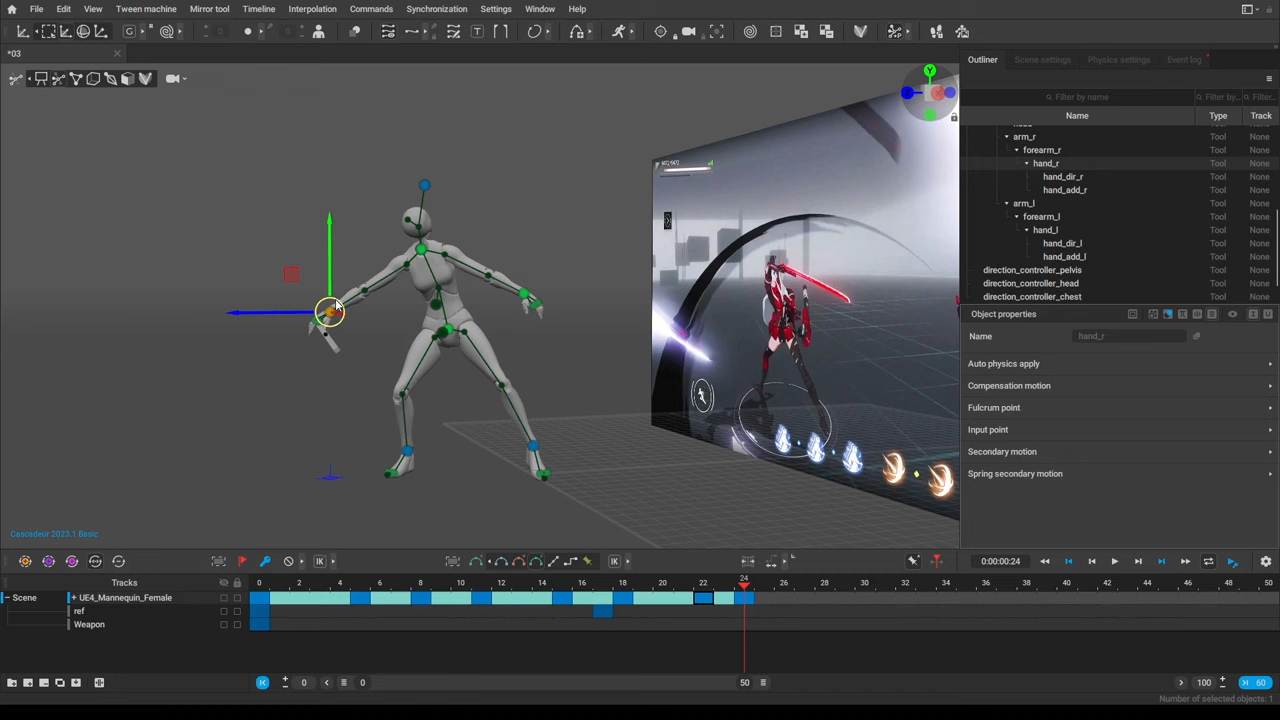 File Edit View Tween machine Mirror tool Timeline Interpolation Commands Synchronization Settings Window Help
G
T
*03
Outliner Scene settings Physics settings Event log
Filter by name Filter by... Filter...
Name Type Track
arm_r Tool None
forearm_r Tool None
hand_r Tool None
hand_dir_r Tool None
hand_add_r Tool None
arm_l Tool None
forearm_l Tool None
hand_l Tool None
hand_dir_l Tool None
hand_add_l Tool None
direction_controller_pelvis Tool None
direction_controller_head Tool None
direction_controller_chest Tool None
Y
Z
Object properties
Name hand_r
Auto physics apply
Compensation motion
Fulcrum point
Input point
Secondary motion
Spring secondary motion
Cascadeur 2023.1 Basic
IK IK 0:00:00:24
Tracks 0 2 4 6 8 10 12 14 16 18 20 22 24 26 28 30 32 34 36 38 40 42 44 46 48 50
Scene + UE4_Mannequin_Female
ref
Weapon
0 0 50 100 60
Number of selected objects: 1